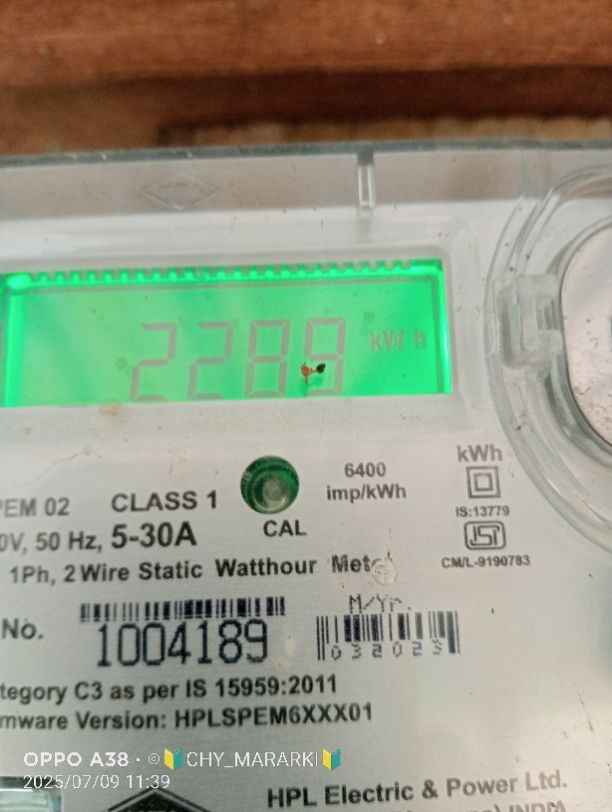 2289 kWh
6400
imp/kWh
kWh
IS:13779
CM/L-9190783
PEM 02 CLASS 1
CAL
0V, 50 Hz, 5-30A
1Ph, 2 Wire Static Watthour Met
M/Yr.
No. 1004189
032023
tegory C3 as per IS 15959:2011
mware Version: HPLSPEM6XXX01
OPPO A38 · ©🔰CHY_MARARKI🔰
2025/07/09 11:39
HPL Electric & Power Ltd.